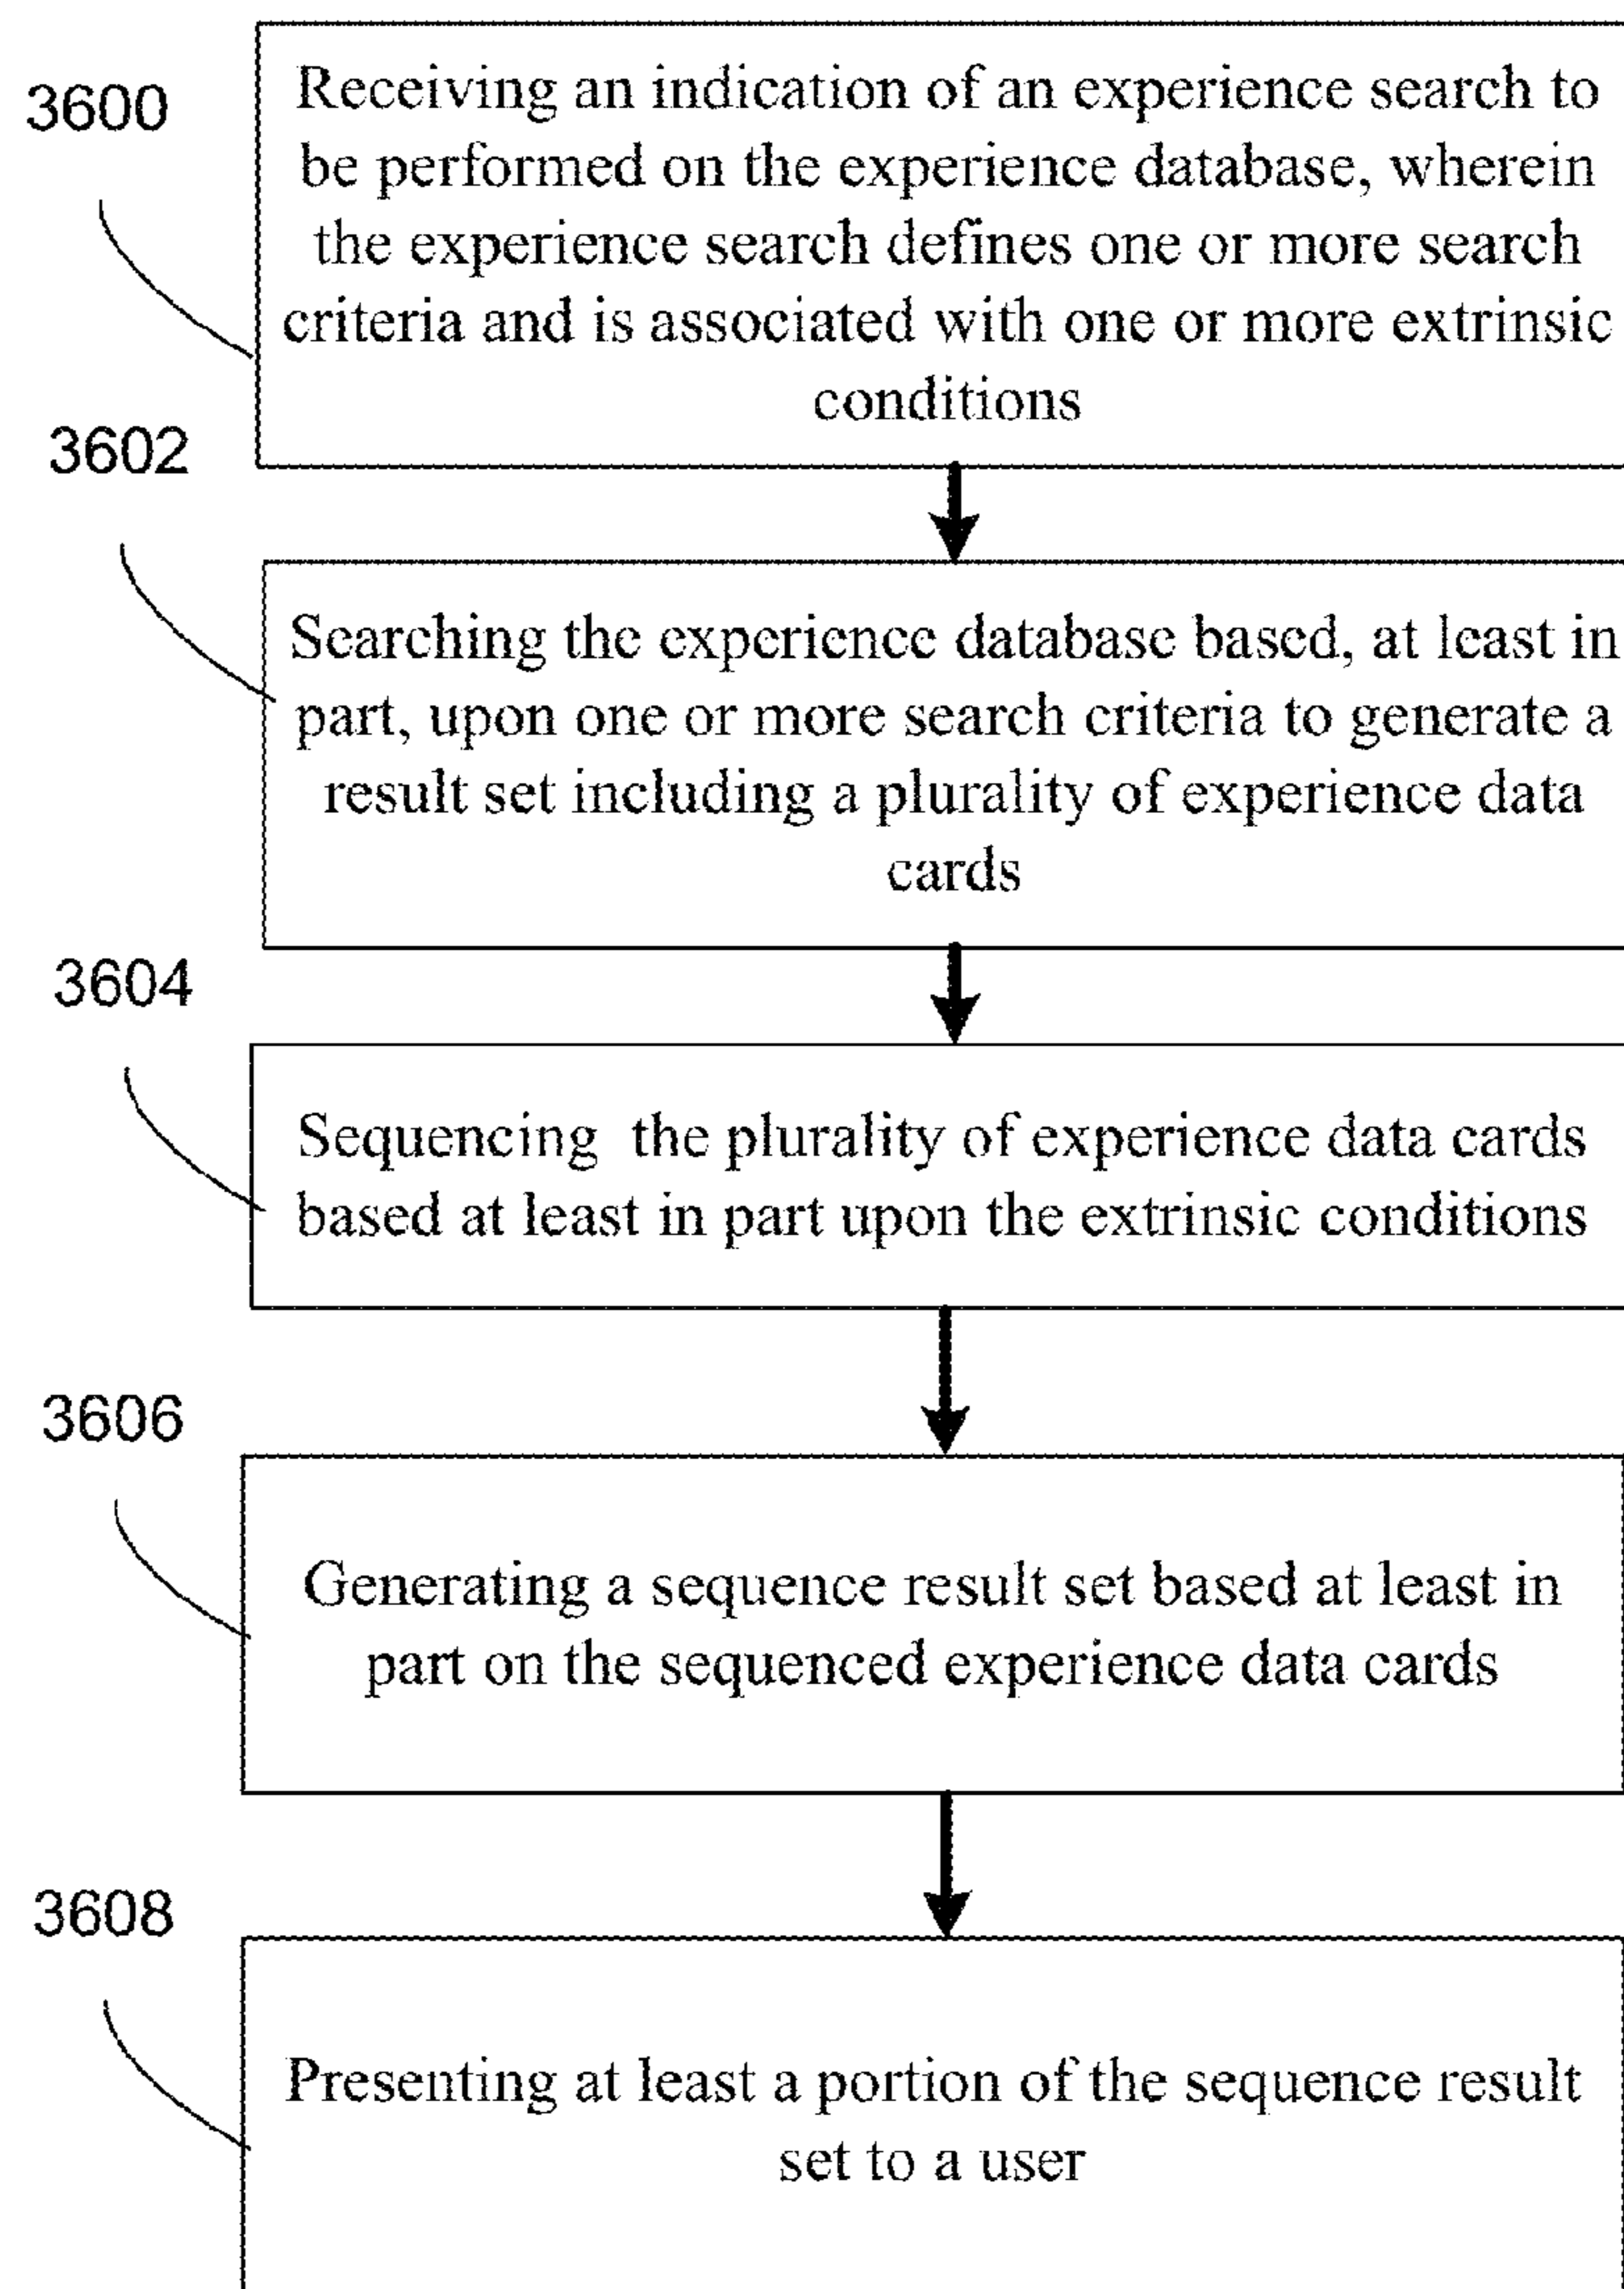 3600
Receiving an indication of an experience search to
be performed on the experience database, wherein
the experience search defines one or more search
criteria and is associated with one or more extrinsic
conditions
3602
Searching the experience database based, at least in
part, upon one or more search criteria to generate a
result set including a plurality of experience data
cards
3604
Sequencing the plurality of experience data cards
based at least in part upon the extrinsic conditions
3606
Generating a sequence result set based at least in
part on the sequenced experience data cards
3608
Presenting at least a portion of the sequence result
set to a user